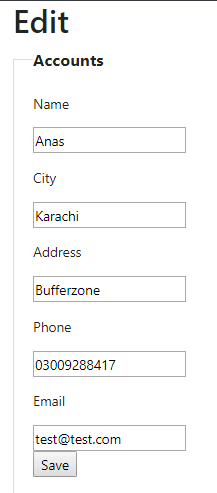 Edit
Accounts
Name
Anas
City
Karachi
Address
Bufferzone
Phone
03009288417
Email
test@test.com
Save